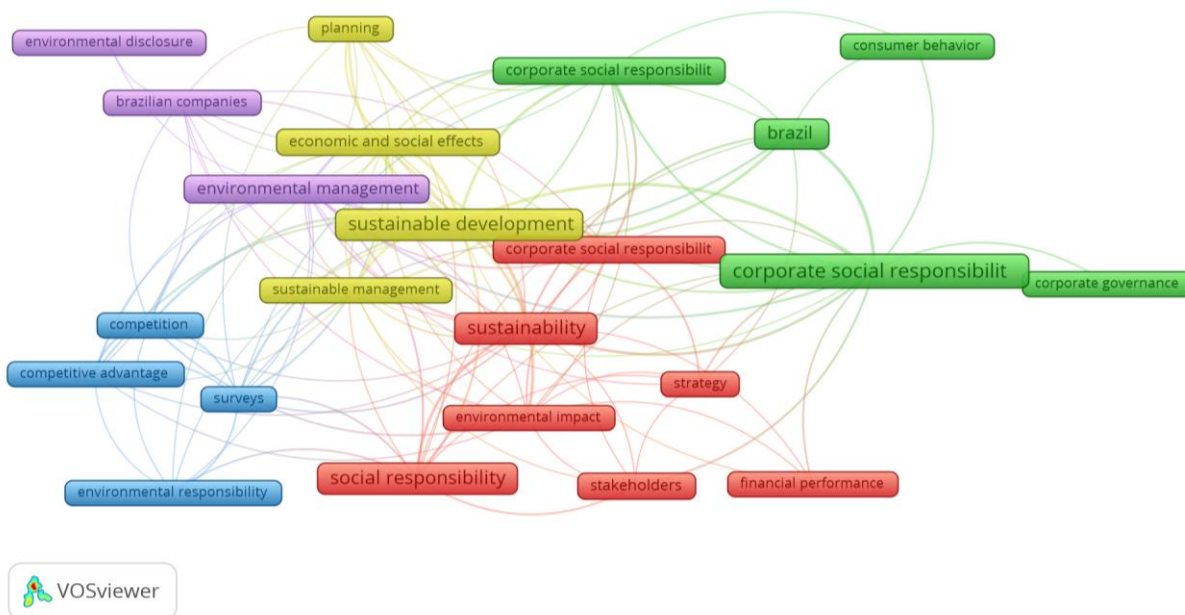 planning
environmental disclosure
consumer behavior
corporate social responsibilit
brazilian companies
brazil
economic and social effects
environmental management
sustainable development
corporate social responsibilit
corporate social responsibilit
corporate governance
sustainable management
competition
sustainability
competitive advantage
strategy
surveys
environmental impact
social responsibility
stakeholders
financial performance
environmental responsibility
VOSviewer